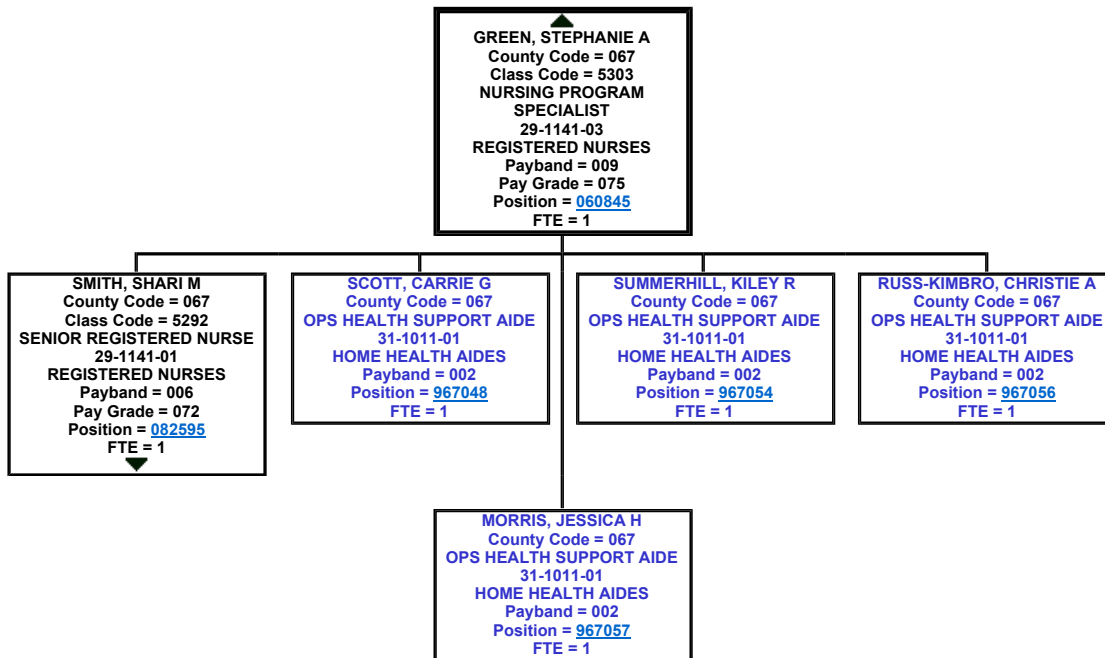 GREEN, STEPHANIE A
County Code = 067
Class Code = 5303
NURSING PROGRAM
SPECIALIST
29-1141-03
REGISTERED NURSES
Payband = 009
Pay Grade = 075
Position = 060845
FTE = 1
SMITH, SHARI M
County Code = 067
Class Code = 5292
SENIOR REGISTERED NURSE
29-1141-01
REGISTERED NURSES
Payband = 006
Pay Grade = 072
Position = 082595
FTE = 1
SCOTT, CARRIE G
County Code = 067
OPS HEALTH SUPPORT AIDE
31-1011-01
HOME HEALTH AIDES
Payband = 002
Position = 967048
FTE = 1
SUMMERHILL, KILEY R
County Code = 067
OPS HEALTH SUPPORT AIDE
31-1011-01
HOME HEALTH AIDES
Payband = 002
Position = 967054
FTE = 1
RUSS-KIMBRO, CHRISTIE A
County Code = 067
OPS HEALTH SUPPORT AIDE
31-1011-01
HOME HEALTH AIDES
Payband = 002
Position = 967056
FTE = 1
MORRIS, JESSICA H
County Code = 067
OPS HEALTH SUPPORT AIDE
31-1011-01
HOME HEALTH AIDES
Payband = 002
Position = 967057
FTE = 1